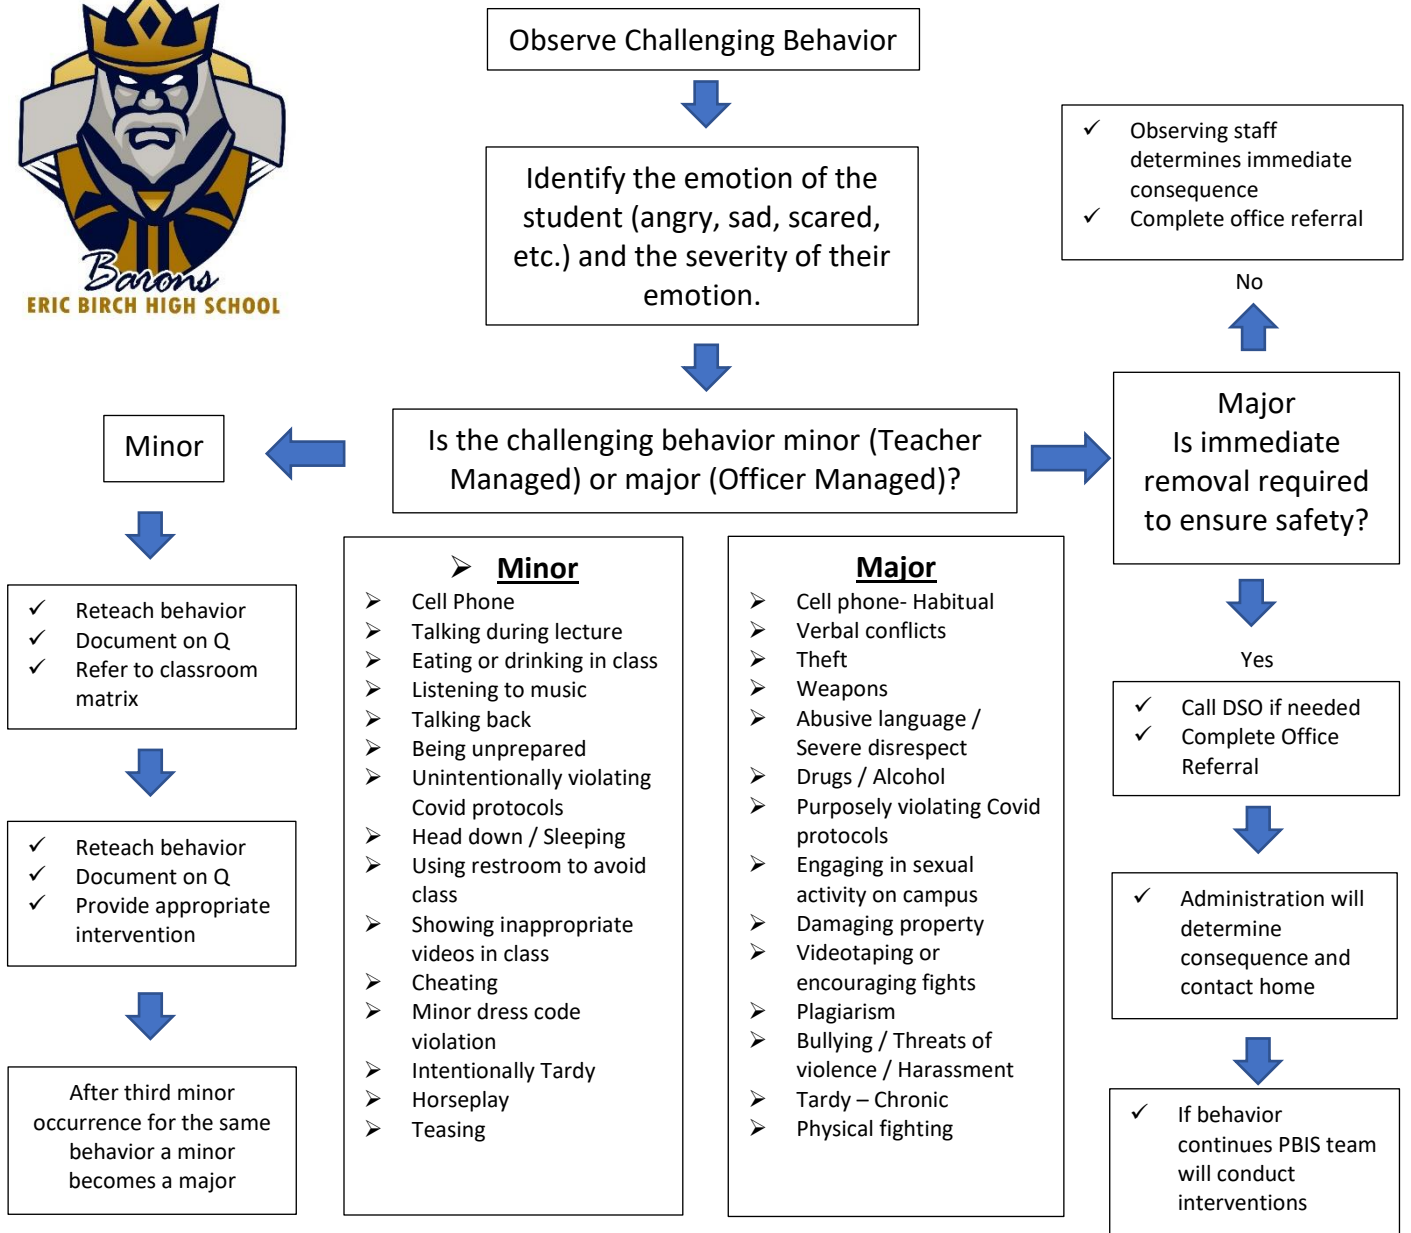 Barons
ERIC BIRCH HIGH SCHOOL
Observe Challenging Behavior
Identify the emotion of the
student (angry, sad, scared,
etc.) and the severity of their
emotion.
✓ Observing staff
determines immediate
consequence
✓ Complete office referral
No
Minor
Is the challenging behavior minor (Teacher
Managed) or major (Officer Managed)?
Major
Is immediate
removal required
to ensure safety?
✓ Reteach behavior
✓ Document on Q
✓ Refer to classroom
matrix
✓ Reteach behavior
✓ Document on Q
✓ Provide appropriate
intervention
After third minor
occurrence for the same
behavior a minor
becomes a major
➢ Minor
➢ Cell Phone
➢ Talking during lecture
➢ Eating or drinking in class
➢ Listening to music
➢ Talking back
➢ Being unprepared
➢ Unintentionally violating
Covid protocols
➢ Head down / Sleeping
➢ Using restroom to avoid
class
➢ Showing inappropriate
videos in class
➢ Cheating
➢ Minor dress code
violation
➢ Intentionally Tardy
➢ Horseplay
➢ Teasing
Major
➢ Cell phone- Habitual
➢ Verbal conflicts
➢ Theft
➢ Weapons
➢ Abusive language /
Severe disrespect
➢ Drugs / Alcohol
➢ Purposely violating Covid
protocols
➢ Engaging in sexual
activity on campus
➢ Damaging property
➢ Videotaping or
encouraging fights
➢ Plagiarism
➢ Bullying / Threats of
violence / Harassment
➢ Tardy – Chronic
➢ Physical fighting
Yes
✓ Call DSO if needed
✓ Complete Office
Referral
✓ Administration will
determine
consequence and
contact home
✓ If behavior
continues PBIS team
will conduct
interventions